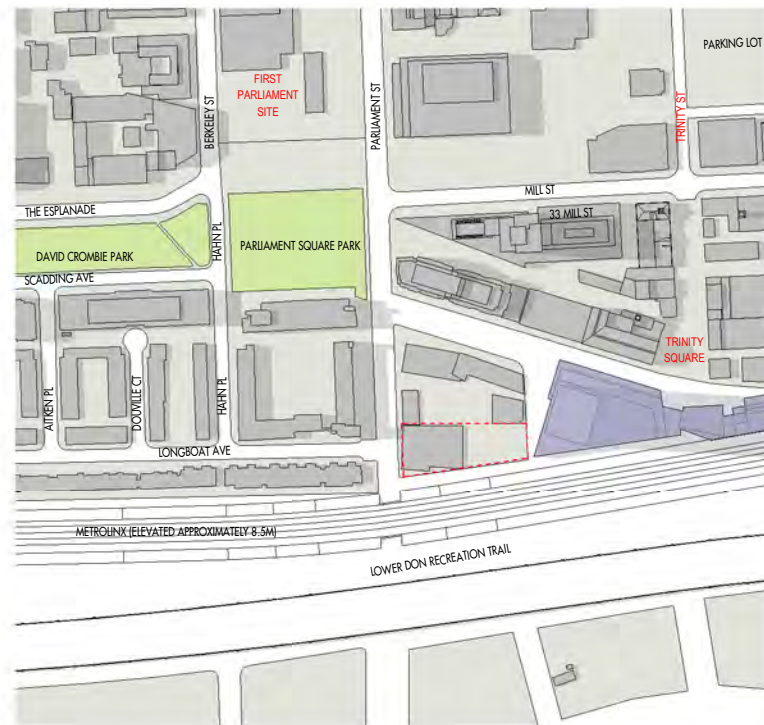 PARKING LOT
FIRST
PARLIAMENT
SITE
BERKELEY ST
PARLIAMENT ST
TRINITY ST
MILL ST
THE ESPLANADE
33 MILL ST
HAHN PL
DAVID CROMBIE PARK
PARLIAMENT SQUARE PARK
SCADDING AVE
TRINITY
SQUARE
AITKEN PL
DOUVILLE CT
HAHN PL
LONGBOAT AVE
METROLINX (ELEVATED APPROXIMATELY 8.5M)
LOWER DON RECREATION TRAIL